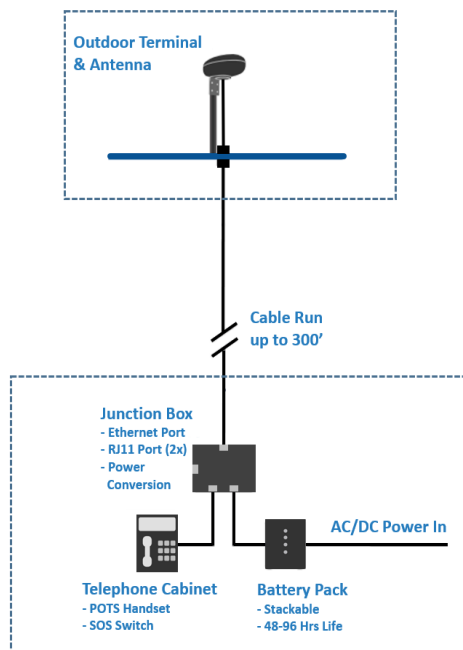 Outdoor Terminal
& Antenna
Cable Run
up to 300’
Junction Box
- Ethernet Port
- RJ11 Port (2x)
- Power
Conversion
AC/DC Power In
Telephone Cabinet
- POTS Handset
- SOS Switch
Battery Pack
- Stackable
- 48-96 Hrs Life